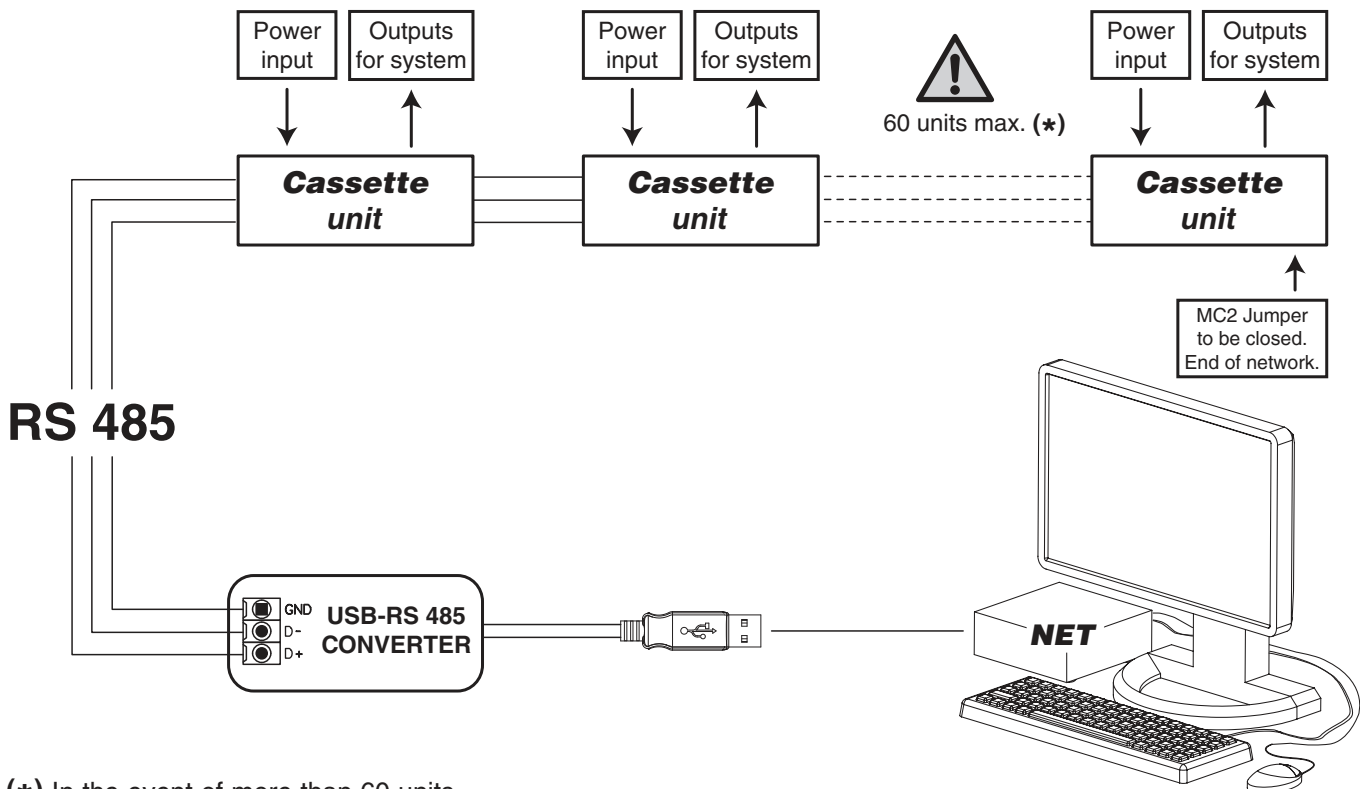 Power
input
Outputs
for system
Power
input
Outputs
for system
60 units max. (*)
Power
input
Outputs
for system
Cassette
unit
Cassette
unit
Cassette
unit
MC2 Jumper
to be closed.
End of network.
RS 485
GND
D-
D+
USB-RS 485
CONVERTER
NET
(*) In the event of more than 60 units